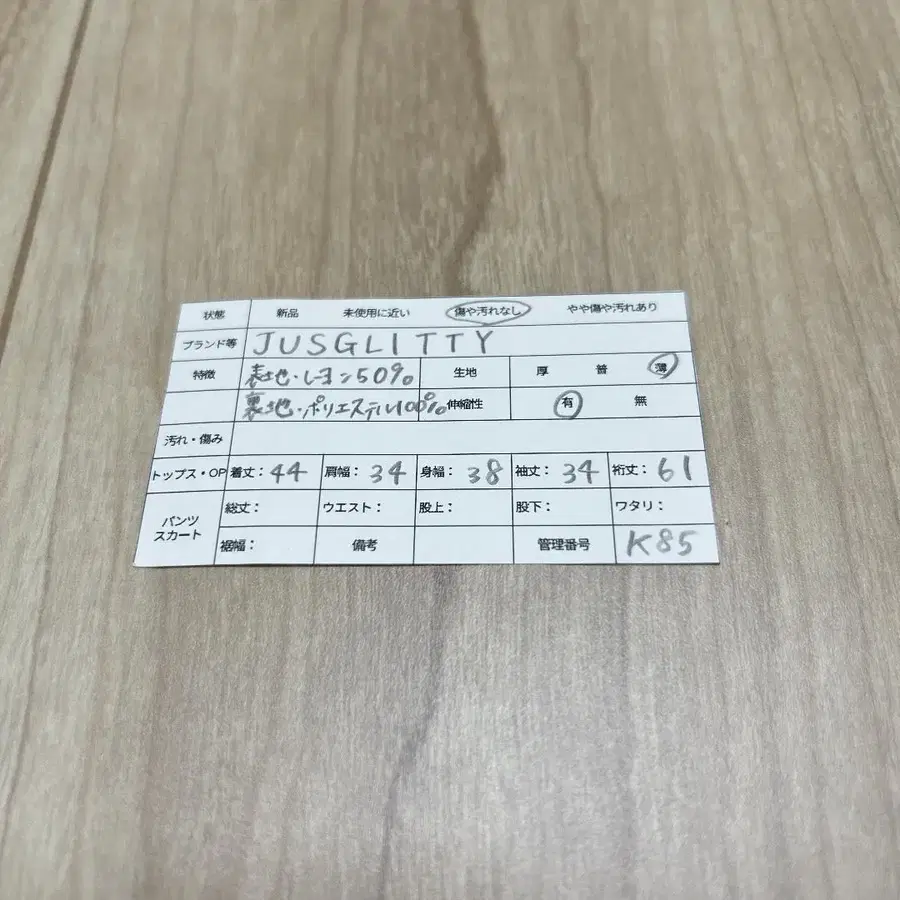 状態 新品 未使用に近い 傷や汚れなし やや傷や汚れあり
ブランド等 JUSGLITTY
特徴 表地・レーヨン50% 生地 厚 普 薄
裏地・ポリエステル100% 伸縮性 有 無
汚れ・傷み
トップス・OP 着丈：44 肩幅：34 身幅：38 袖丈：34 裄丈：61
パンツ スカート 総丈： ウエスト： 股上： 股下： ワタリ：
裾幅： 備考 管理番号 K85